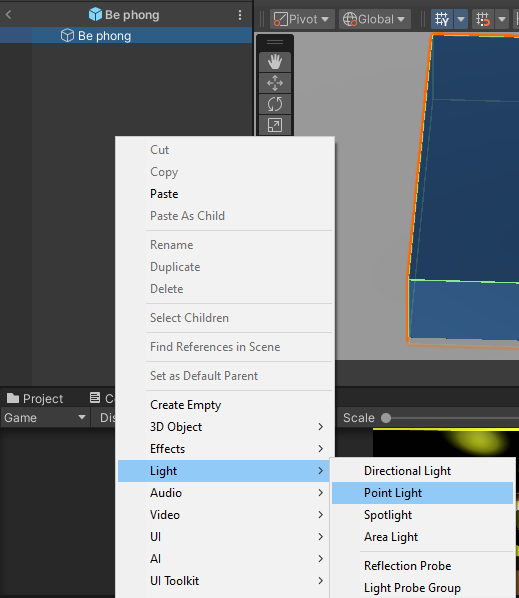 Be phong
Pivot Global
Be phong
Cut
Copy
Paste
Paste As Child
Rename
Duplicate
Delete
Select Children
Find References in Scene
Set as Default Parent
Create Empty
3D Object
Effects
Light
Audio
Video
UI
AI
UI Toolkit
Project
Game
Scale
Directional Light
Point Light
Spotlight
Area Light
Reflection Probe
Light Probe Group